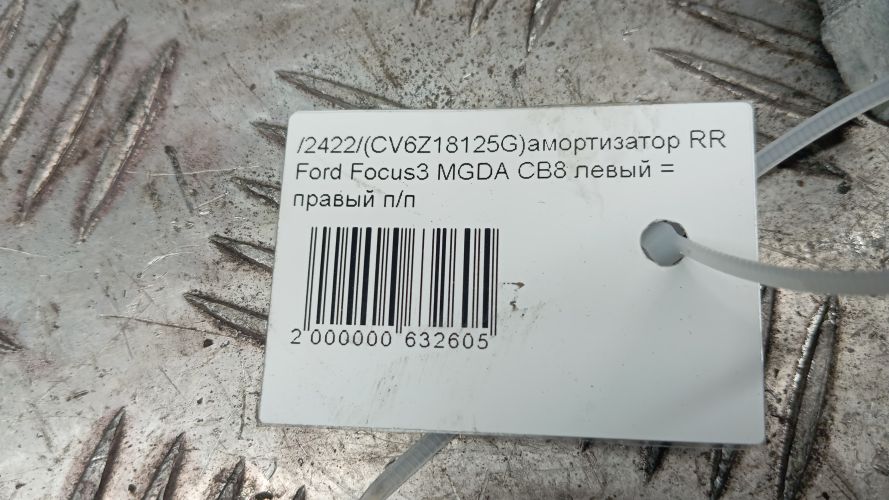 /2422/(CV6Z18125G)амортизатор RR
Ford Focus3 MGDA CB8 левый =
правый п/п
2 000000 632605